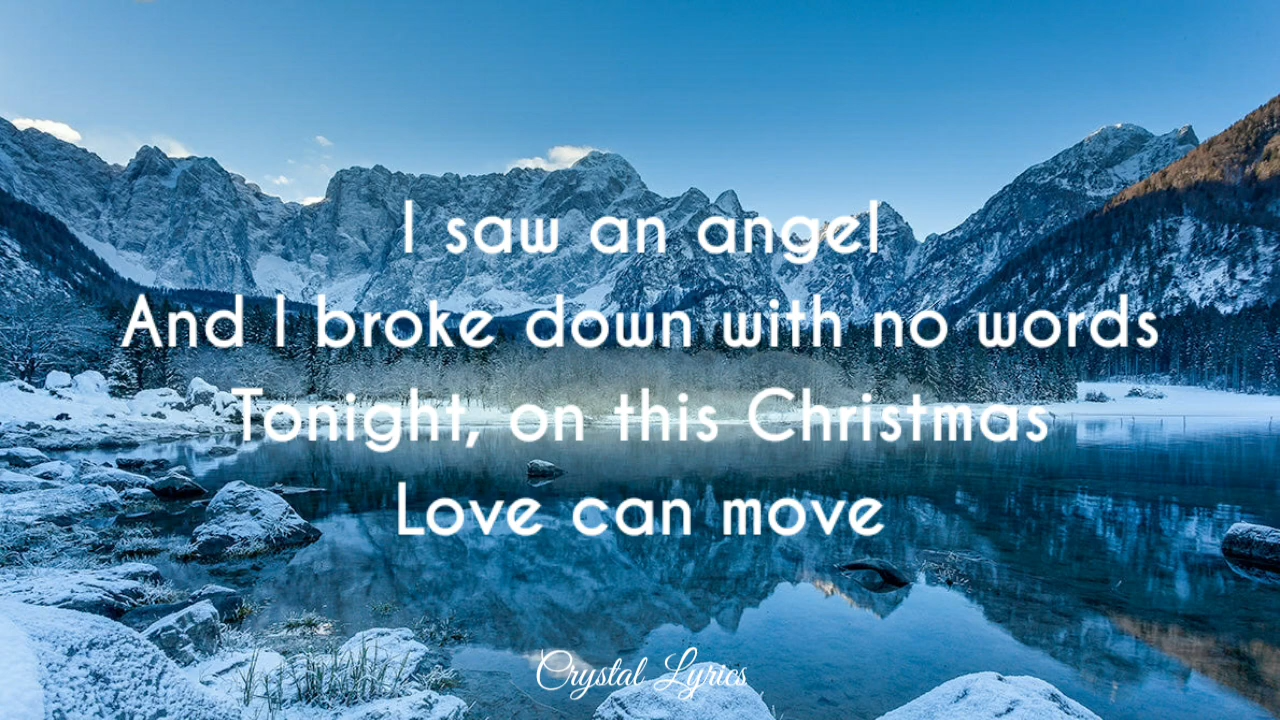 I saw an angel
And I broke down with no words
Tonight, on this Christmas
Love can move
Crystal Lyrics